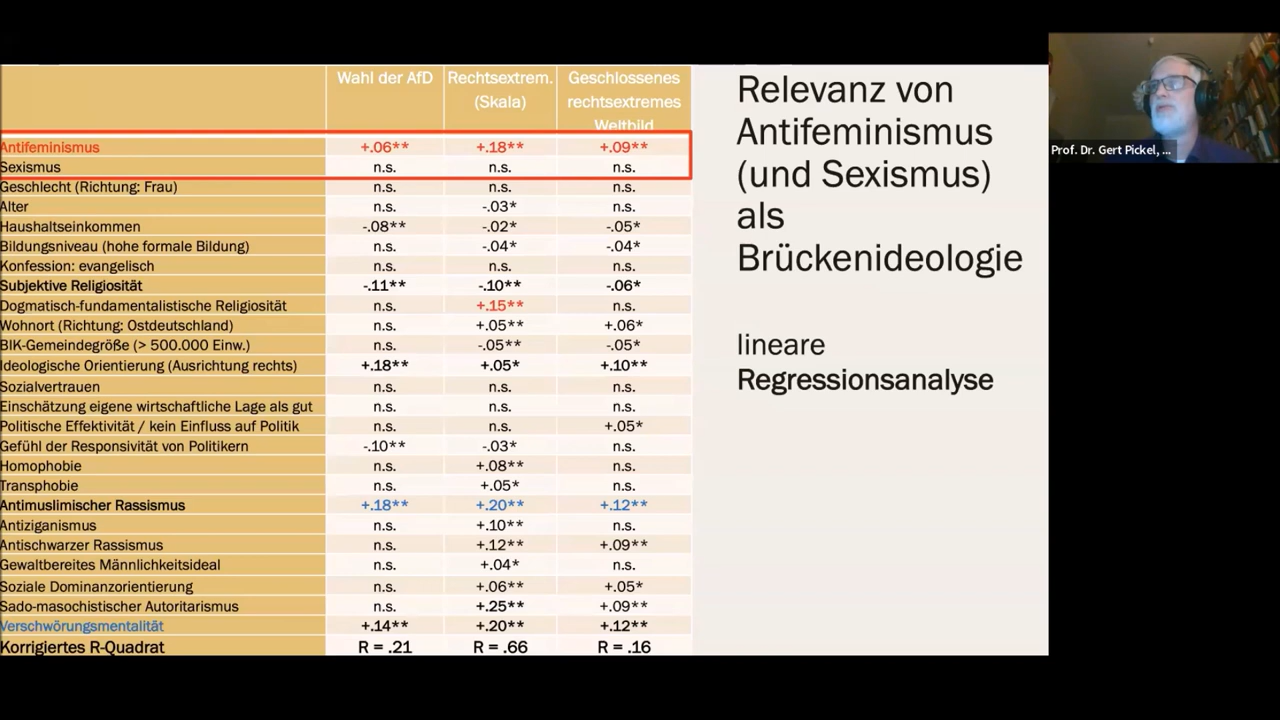 Wahl der AfD Rechtsextrem. (Skala) Geschlossenes rechtsextremes Weltbild
Antifeminismus +.06** +.18** +.09**
Sexismus n.s. n.s. n.s.
Geschlecht (Richtung: Frau) n.s. n.s. n.s.
Alter n.s. -.03* n.s.
Haushaltseinkommen -.08** -.02* -.05*
Bildungsniveau (hohe formale Bildung) n.s. -.04* -.04*
Konfession: evangelisch n.s. n.s. n.s.
Subjektive Religiosität -.11** -.10** -.06*
Dogmatisch-fundamentalistische Religiosität n.s. +.15** n.s.
Wohnort (Richtung: Ostdeutschland) n.s. +.05** +.06*
BIK-Gemeindegröße (> 500.000 Einw.) n.s. -.05** -.05*
Ideologische Orientierung (Ausrichtung rechts) +.18** +.05* +.10**
Sozialvertrauen n.s. n.s. n.s.
Einschätzung eigene wirtschaftliche Lage als gut n.s. n.s. n.s.
Politische Effektivität / kein Einfluss auf Politik n.s. n.s. +.05*
Gefühl der Responsivität von Politikern -.10** -.03* n.s.
Homophobie n.s. +.08** n.s.
Transphobie n.s. +.05* n.s.
Antimuslimischer Rassismus +.18** +.20** +.12**
Antiziganismus n.s. +.10** n.s.
Antischwarzer Rassismus n.s. +.12** +.09**
Gewaltbereites Männlichkeitsideal n.s. +.04* n.s.
Soziale Dominanzorientierung n.s. +.06** +.05*
Sado-masochistischer Autoritarismus n.s. +.25** +.09**
Verschwörungsmentalität +.14** +.20** +.12**
Korrigiertes R-Quadrat R = .21 R = .66 R = .16
Relevanz von
Antifeminismus
(und Sexismus)
als
Brückenideologie
lineare
Regressionsanalyse
Prof. Dr. Gert Pickel, ...